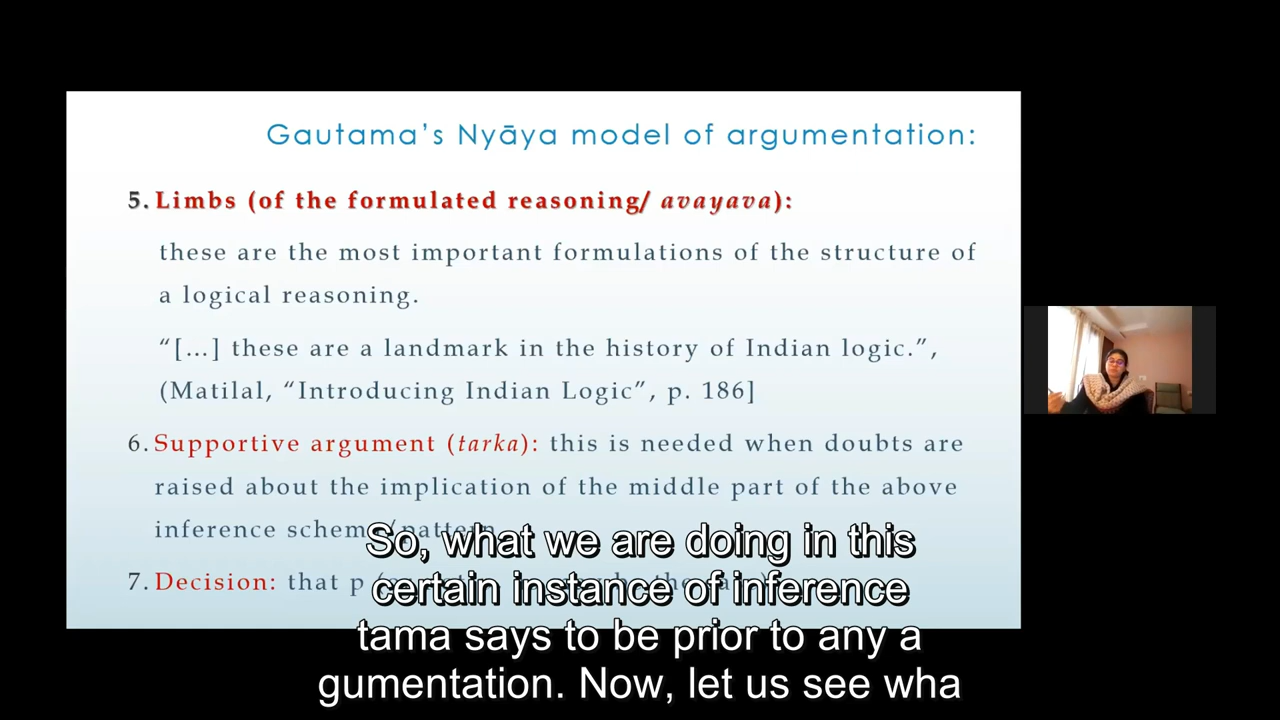 Gautama's Nyāya model of argumentation:
5. Limbs (of the formulated reasoning/ avayava):
these are the most important formulations of the structure of
a logical reasoning.
“[…] these are a landmark in the history of Indian logic.”,
(Matilal, “Introducing Indian Logic”, p. 186]
6. Supportive argument (tarka): this is needed when doubts are
raised about the implication of the middle part of the above
inference
7. Decision: that p
So, what we are doing in this
certain instance of inference
tama says to be prior to any a
gumentation. Now, let us see wha